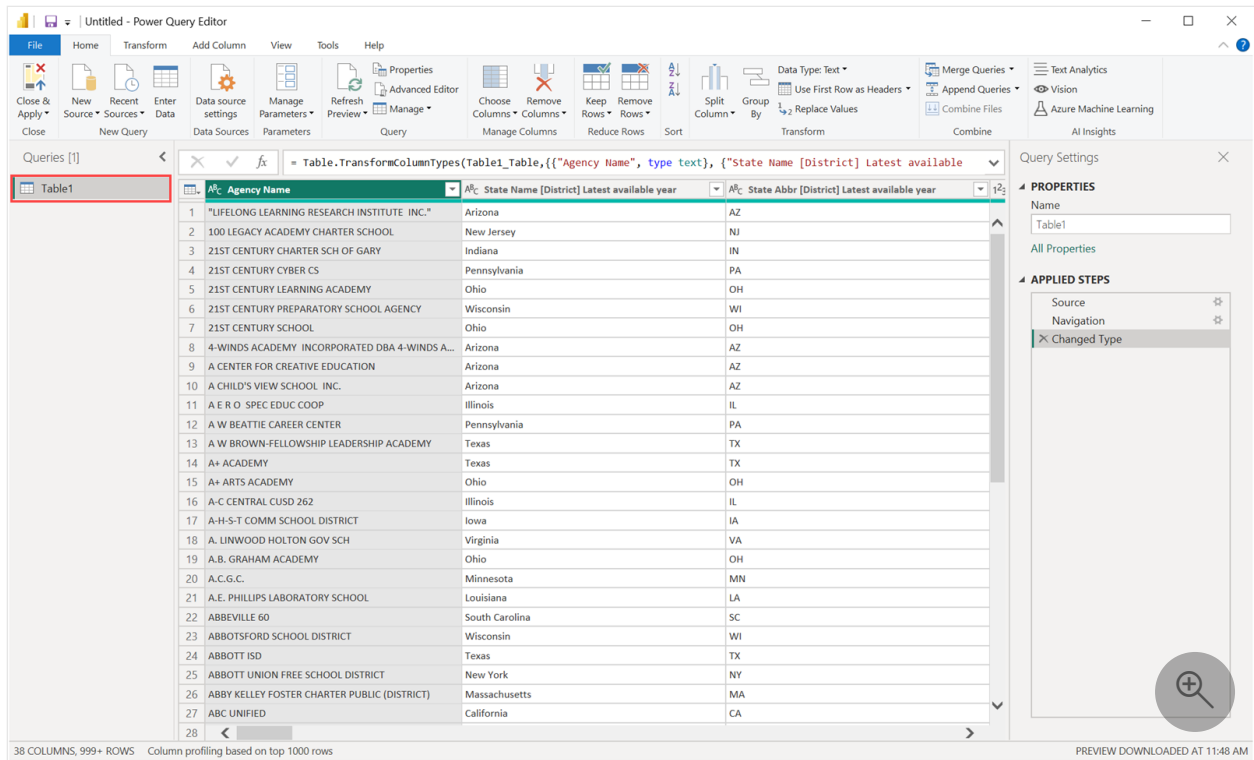 Untitled - Power Query Editor
File Home Transform Add Column View Tools Help
Close & Apply
New Source
Recent Sources
Enter Data
Data source settings
Manage Parameters
Refresh Preview
Properties
Advanced Editor
Manage
Choose Columns
Remove Columns
Keep Rows
Remove Rows
Split Column
Group By
Data Type: Text
Use First Row as Headers
Replace Values
Merge Queries
Append Queries
Combine Files
Text Analytics
Vision
Azure Machine Learning
Close New Query Data Sources Parameters Query Manage Columns Reduce Rows Sort Transform Combine AI Insights
Queries [1]
Table1
fx = Table.TransformColumnTypes(Table1_Table,{{"Agency Name", type text}, {"State Name [District] Latest available
Agency Name State Name [District] Latest available year State Abbr [District] Latest available year
1 "LIFELONG LEARNING RESEARCH INSTITUTE INC." Arizona AZ
2 100 LEGACY ACADEMY CHARTER SCHOOL New Jersey NJ
3 21ST CENTURY CHARTER SCH OF GARY Indiana IN
4 21ST CENTURY CYBER CS Pennsylvania PA
5 21ST CENTURY LEARNING ACADEMY Ohio OH
6 21ST CENTURY PREPARATORY SCHOOL AGENCY Wisconsin WI
7 21ST CENTURY SCHOOL Ohio OH
8 4-WINDS ACADEMY INCORPORATED DBA 4-WINDS A... Arizona AZ
9 A CENTER FOR CREATIVE EDUCATION Arizona AZ
10 A CHILD'S VIEW SCHOOL INC. Arizona AZ
11 A E R O SPEC EDUC COOP Illinois IL
12 A W BEATTIE CAREER CENTER Pennsylvania PA
13 A W BROWN-FELLOWSHIP LEADERSHIP ACADEMY Texas TX
14 A+ ACADEMY Texas TX
15 A+ ARTS ACADEMY Ohio OH
16 A-C CENTRAL CUSD 262 Illinois IL
17 A-H-S-T COMM SCHOOL DISTRICT Iowa IA
18 A. LINWOOD HOLTON GOV SCH Virginia VA
19 A.B. GRAHAM ACADEMY Ohio OH
20 A.C.G.C. Minnesota MN
21 A.E. PHILLIPS LABORATORY SCHOOL Louisiana LA
22 ABBEVILLE 60 South Carolina SC
23 ABBOTSFORD SCHOOL DISTRICT Wisconsin WI
24 ABBOTT ISD Texas TX
25 ABBOTT UNION FREE SCHOOL DISTRICT New York NY
26 ABBY KELLEY FOSTER CHARTER PUBLIC (DISTRICT) Massachusetts MA
27 ABC UNIFIED California CA
28
Query Settings
PROPERTIES
Name
Table1
All Properties
APPLIED STEPS
Source
Navigation
Changed Type
38 COLUMNS, 999+ ROWS Column profiling based on top 1000 rows
PREVIEW DOWNLOADED AT 11:48 AM